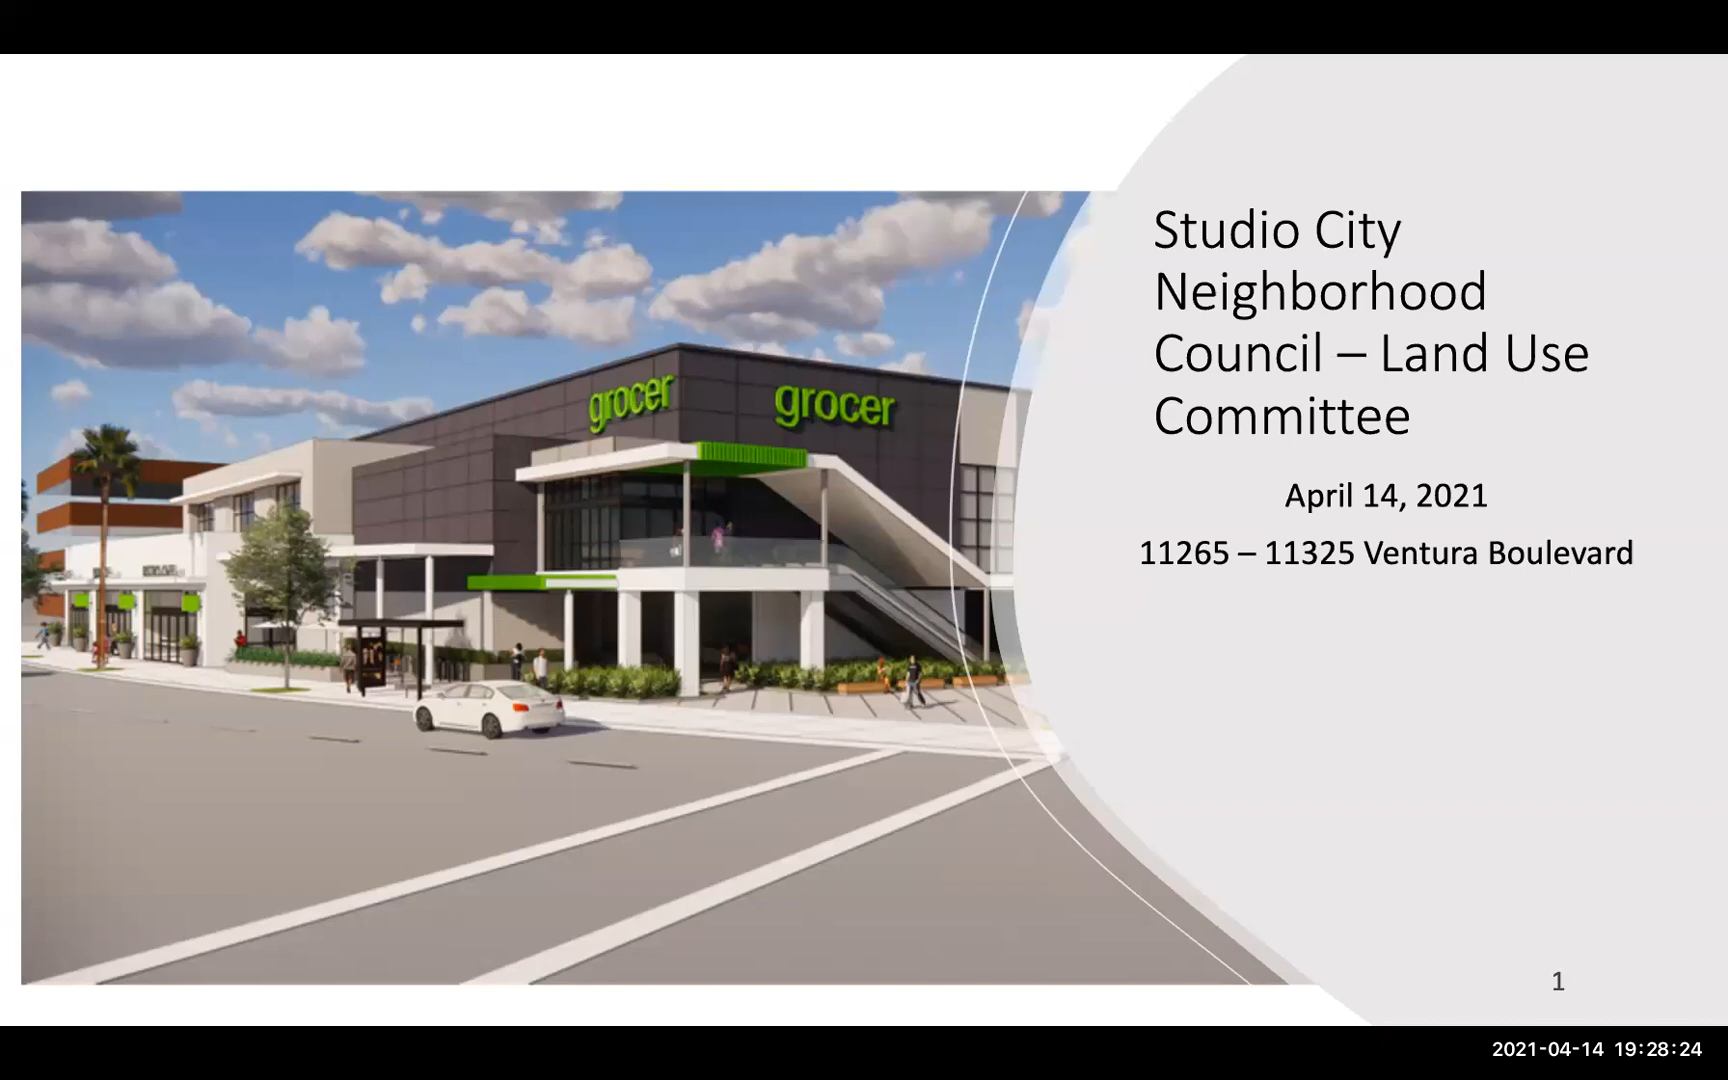 grocer
grocer
Studio City
Neighborhood
Council – Land Use
Committee
April 14, 2021
11265 – 11325 Ventura Boulevard
1
2021-04-14 19:28:24